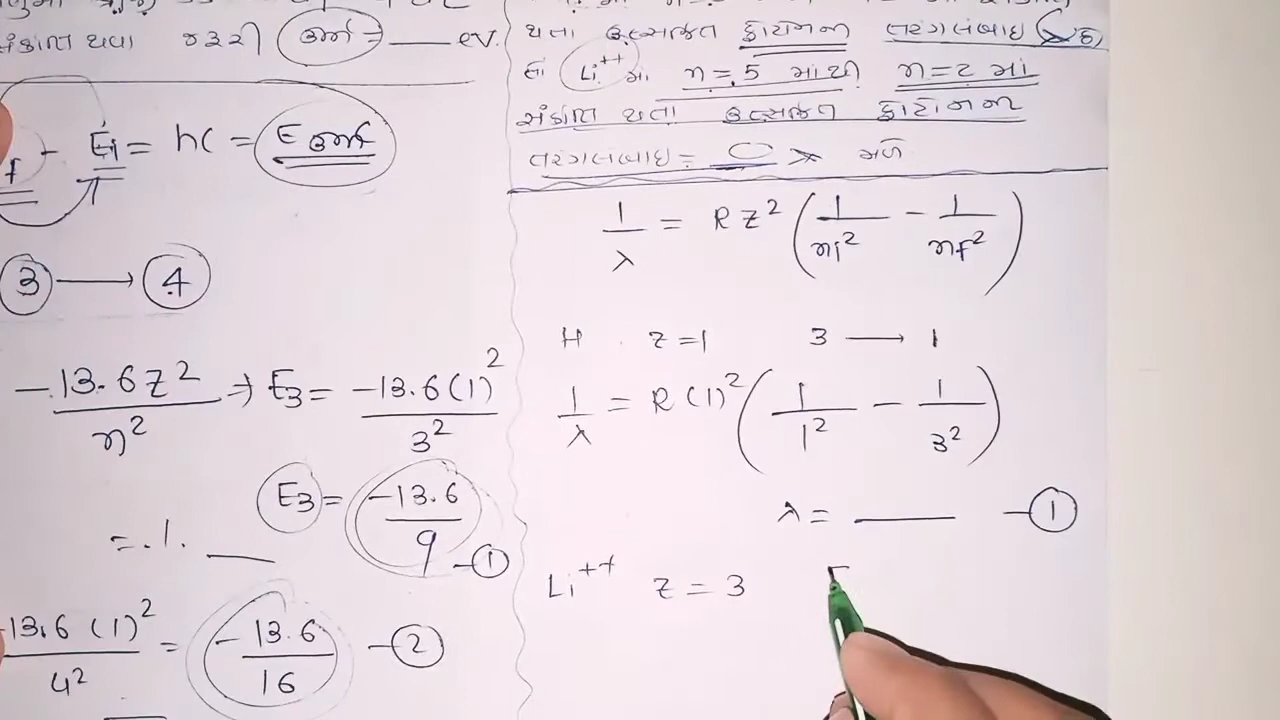 સંક્રાંત થવા જરૂરી ઊર્જા = ____ ev.
- Ei = hc = E ઊર્જા
f
3 → 4
-13.6 z² / n² → E3 = -13.6 (1)² / 3²
E3 = -13.6 / 9 - 1
= .1. ___
-13.6 (1)² / 4² = -13.6 / 16 - 2
થતા ઉત્સર્જિત ફોટોનની તરંગલંબાઇ
Li++ મા n = 5 માંથી n = 2 માં
સંક્રાંત થતા ઉત્સર્જિત ફોટોનની
તરંગલંબાઇ = ___ મળે
1/λ = R z² (1/ni² - 1/nf²)
H z = 1 3 → 1
1/λ = R (1)² (1/1² - 1/3²)
λ = ____ - 1
Li++ z = 3